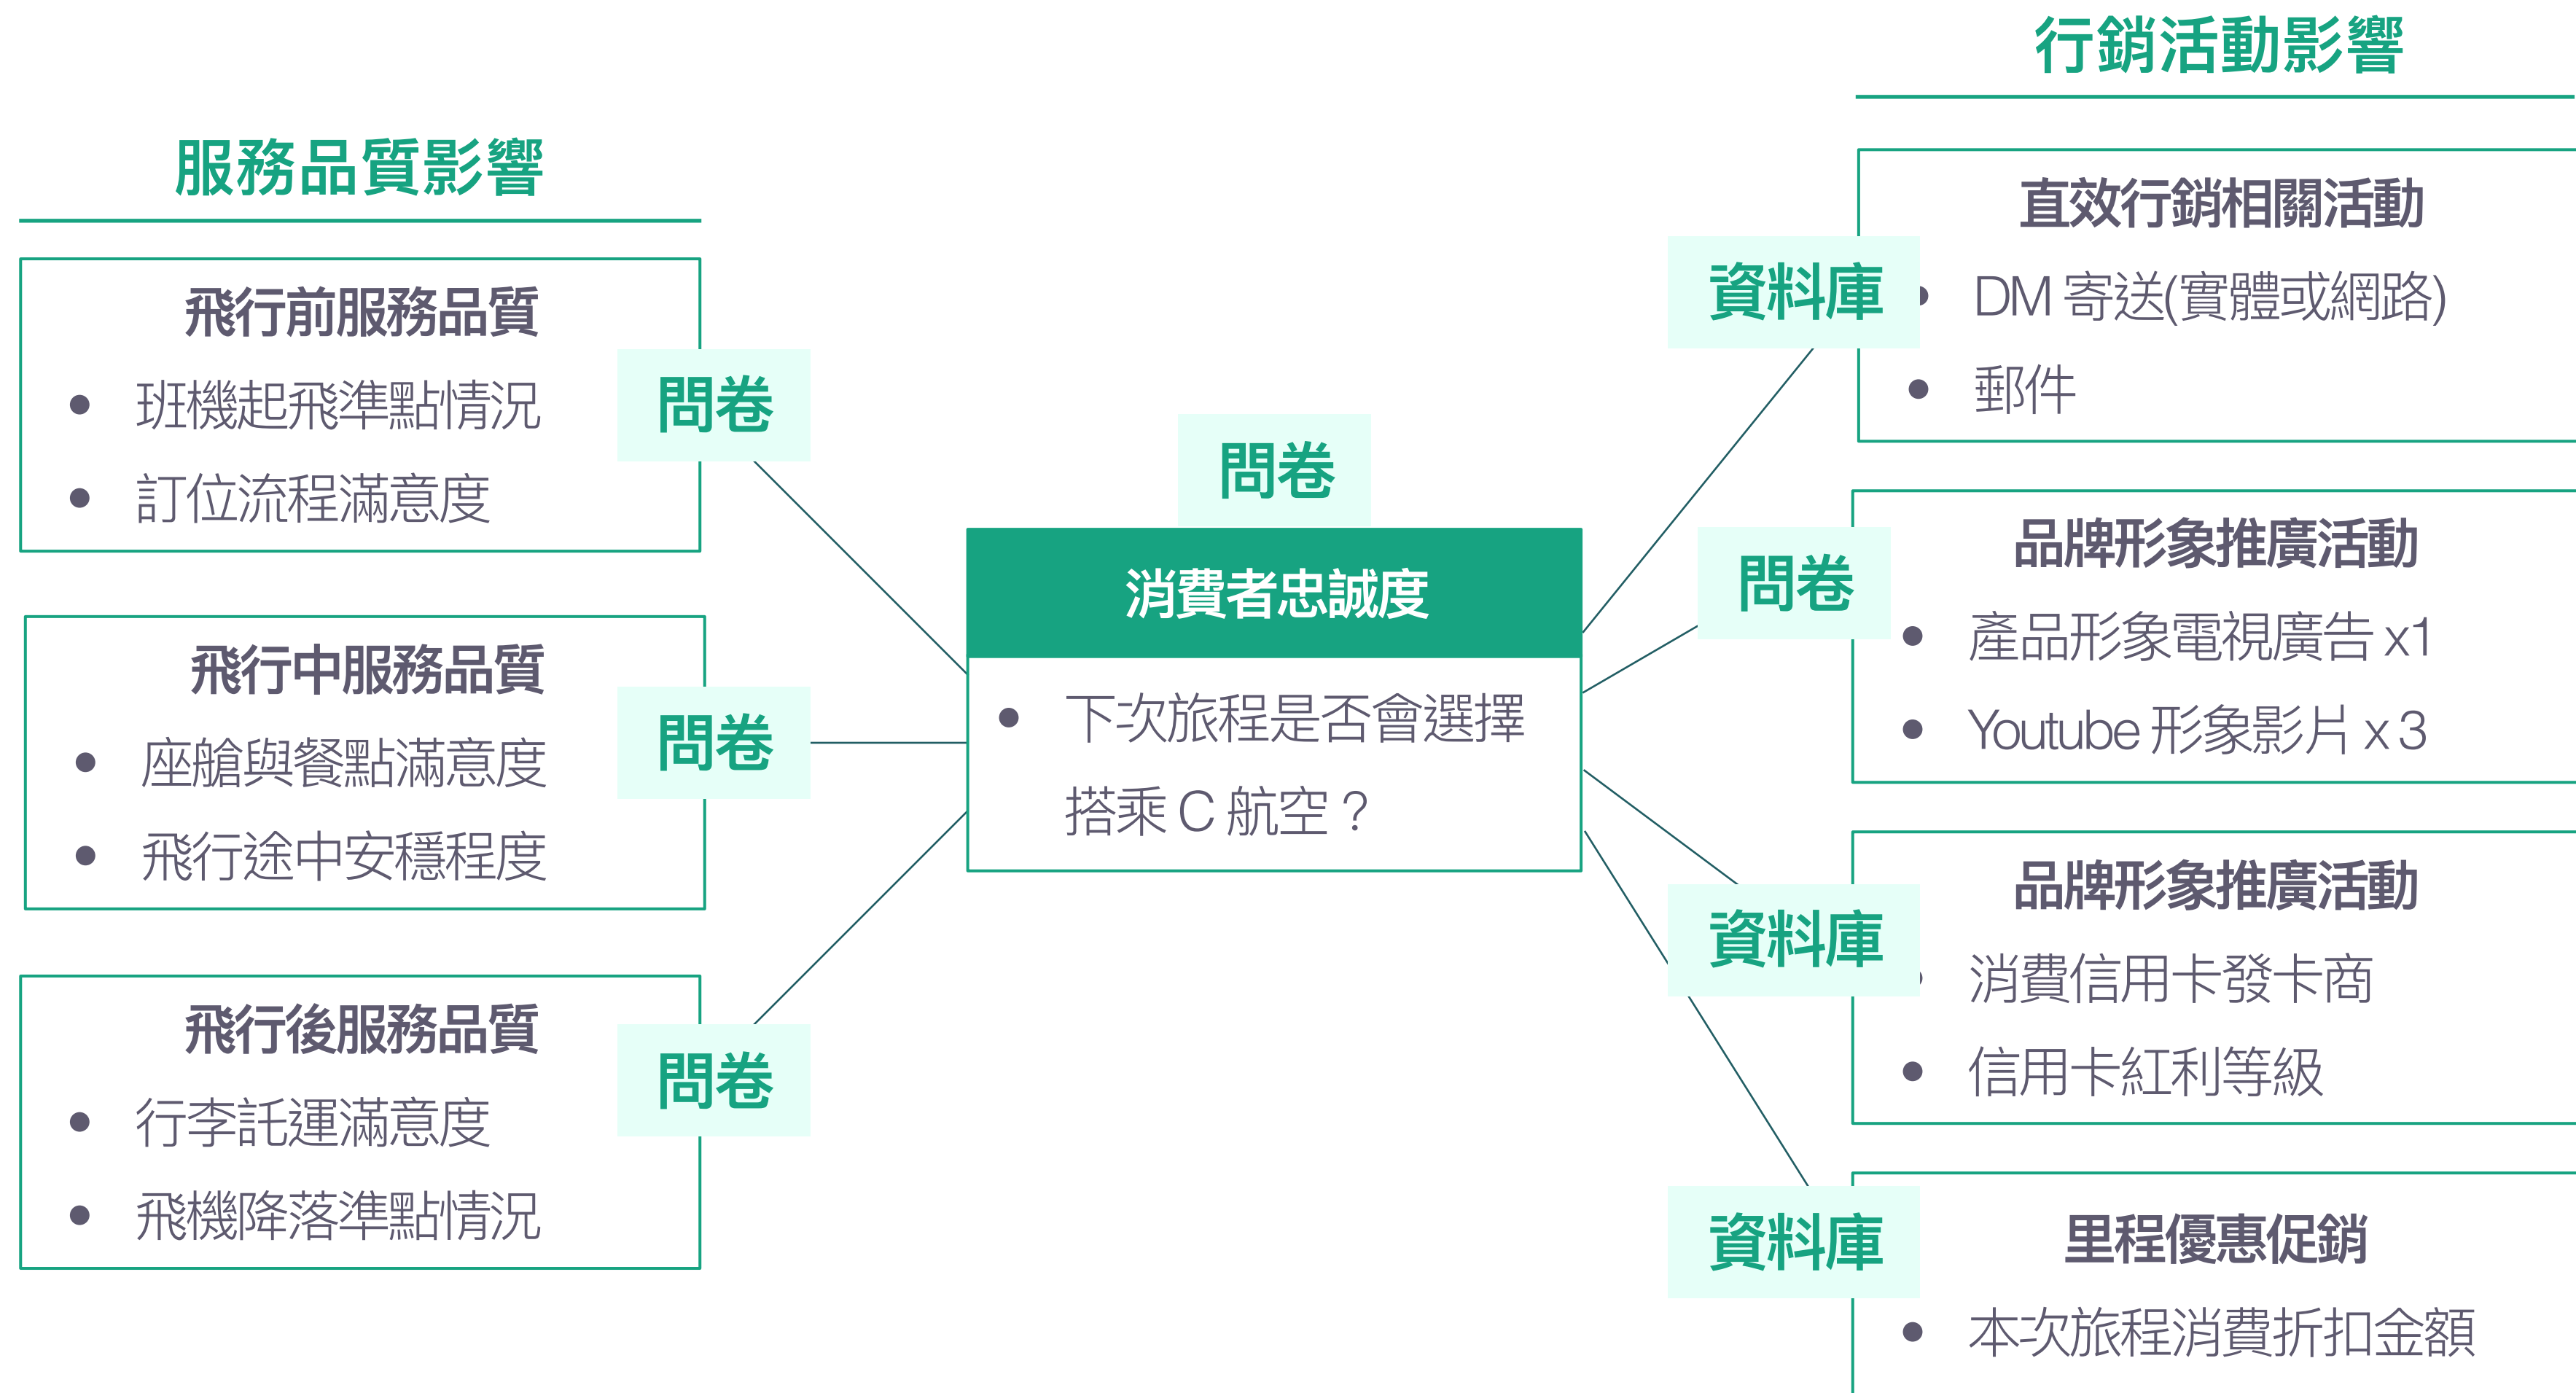 服務品質影響
飛行前服務品質
班機起飛準點情況
訂位流程滿意度
問卷
飛行中服務品質
座艙與餐點滿意度
飛行途中安穩程度
問卷
飛行後服務品質
行李託運滿意度
飛機降落準點情況
問卷
問卷
消費者忠誠度
下次旅程是否會選擇
搭乘 C 航空？
行銷活動影響
資料庫
直效行銷相關活動
DM 寄送(實體或網路)
郵件
問卷
品牌形象推廣活動
產品形象電視廣告 x1
Youtube 形象影片 x 3
資料庫
品牌形象推廣活動
消費信用卡發卡商
信用卡紅利等級
資料庫
里程優惠促銷
本次旅程消費折扣金額